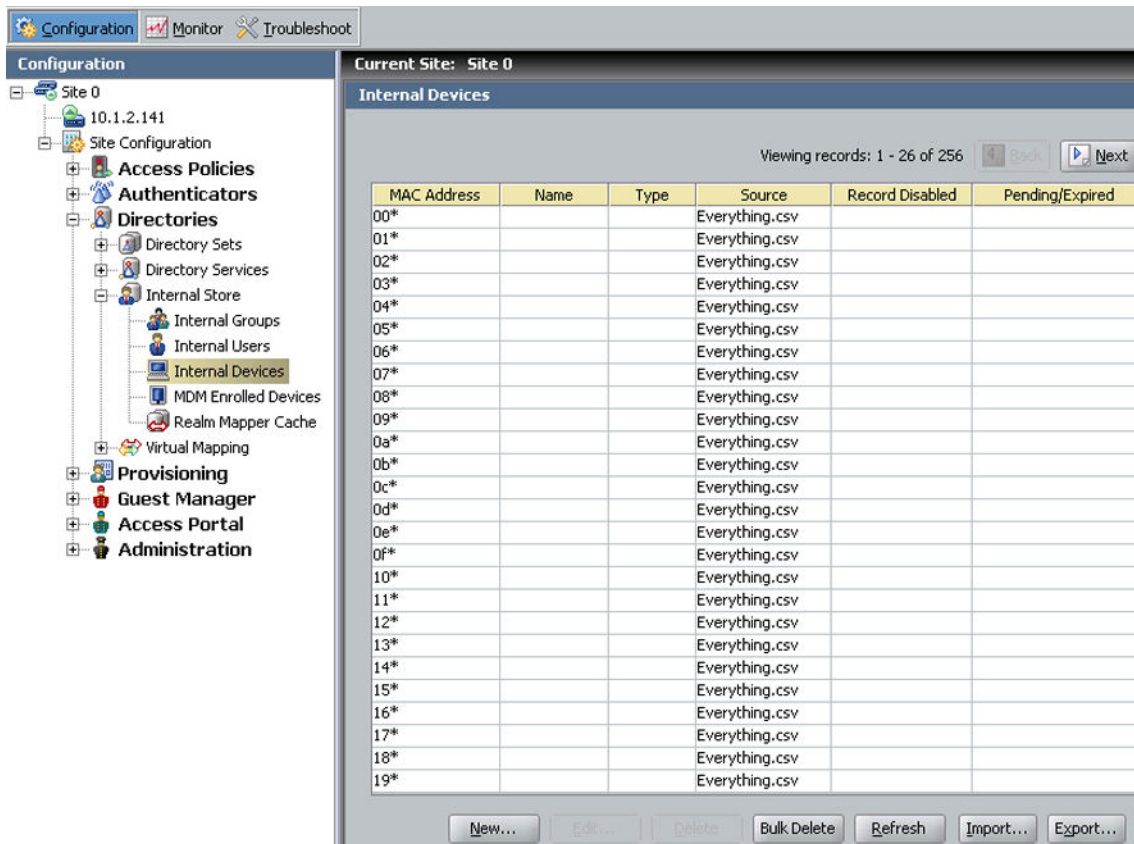 Configuration Monitor Troubleshoot
Configuration
Site 0
10.1.2.141
Site Configuration
Access Policies
Authenticators
Directories
Directory Sets
Directory Services
Internal Store
Internal Groups
Internal Users
Internal Devices
MDM Enrolled Devices
Realm Mapper Cache
Virtual Mapping
Provisioning
Guest Manager
Access Portal
Administration
Current Site: Site 0
Internal Devices
Viewing records: 1 - 26 of 256 Back Next
MAC Address Name Type Source Record Disabled Pending/Expired
00* Everything.csv
01* Everything.csv
02* Everything.csv
03* Everything.csv
04* Everything.csv
05* Everything.csv
06* Everything.csv
07* Everything.csv
08* Everything.csv
09* Everything.csv
0a* Everything.csv
0b* Everything.csv
0c* Everything.csv
0d* Everything.csv
0e* Everything.csv
0f* Everything.csv
10* Everything.csv
11* Everything.csv
12* Everything.csv
13* Everything.csv
14* Everything.csv
15* Everything.csv
16* Everything.csv
17* Everything.csv
18* Everything.csv
19* Everything.csv
New... Edit... Delete Bulk Delete Refresh Import... Export...